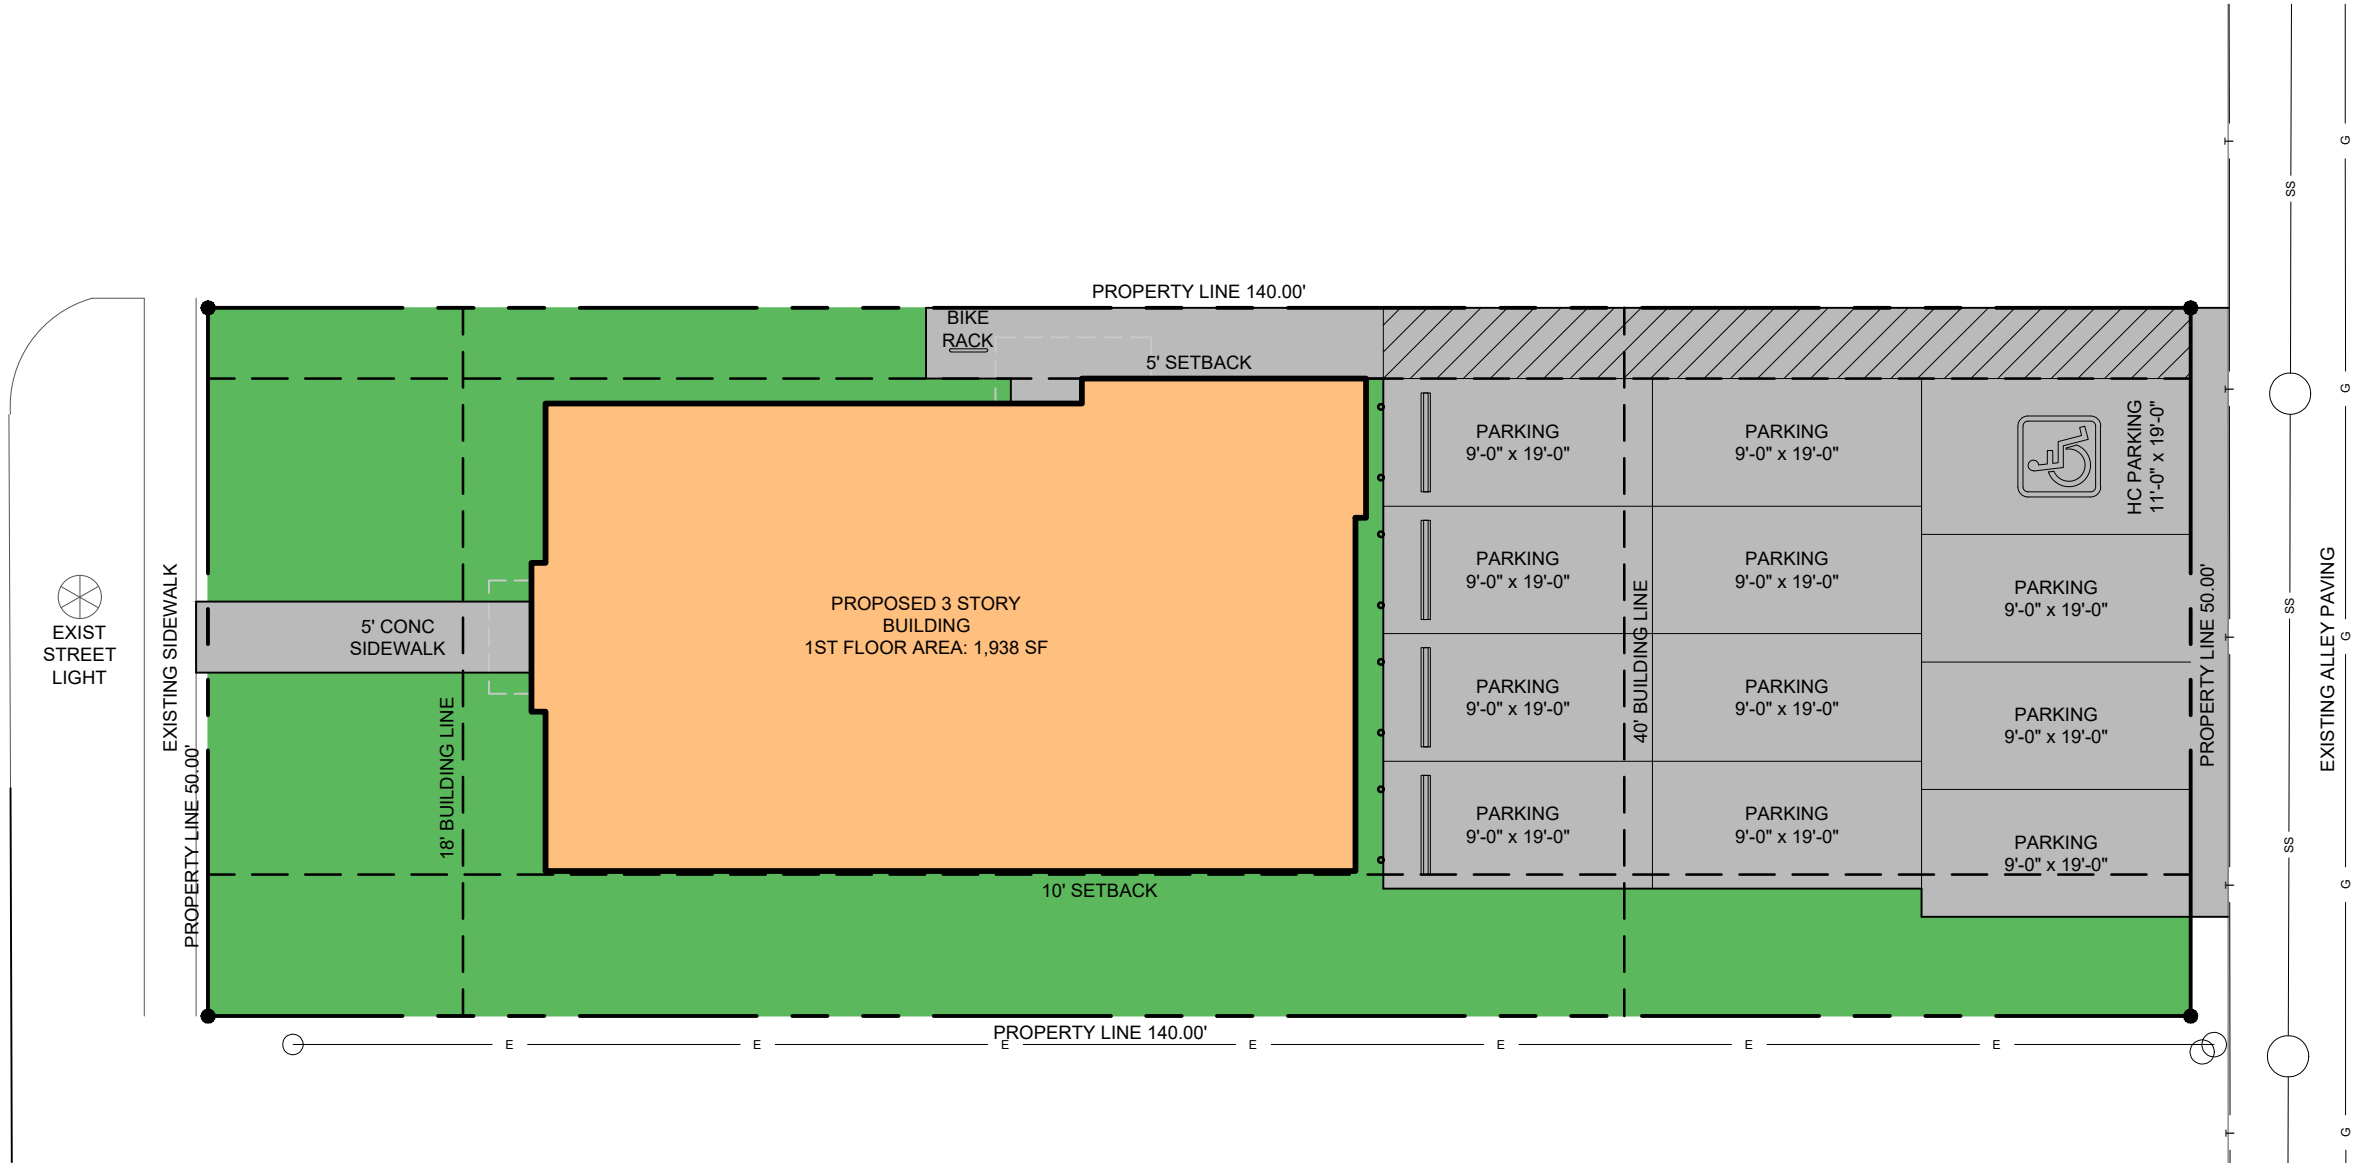 PROPERTY LINE 140.00'
BIKE
RACK
5' SETBACK
EXIST
STREET
LIGHT
EXISTING SIDEWALK
PROPERTY LINE 50.00'
5' CONC
SIDEWALK
18' BUILDING LINE
PROPOSED 3 STORY
BUILDING
1ST FLOOR AREA: 1,938 SF
10' SETBACK
PARKING
9'-0" x 19'-0"
PARKING
9'-0" x 19'-0"
PARKING
9'-0" x 19'-0"
PARKING
9'-0" x 19'-0"
40' BUILDING LINE
PARKING
9'-0" x 19'-0"
PARKING
9'-0" x 19'-0"
PARKING
9'-0" x 19'-0"
PARKING
9'-0" x 19'-0"
HC PARKING
11'-0" x 19'-0"
PARKING
9'-0" x 19'-0"
PARKING
9'-0" x 19'-0"
PARKING
9'-0" x 19'-0"
PROPERTY LINE 50.00'
EXISTING ALLEY PAVING
PROPERTY LINE 140.00'
E E E E E E E
T T T T T
SS SS SS
G G G G G